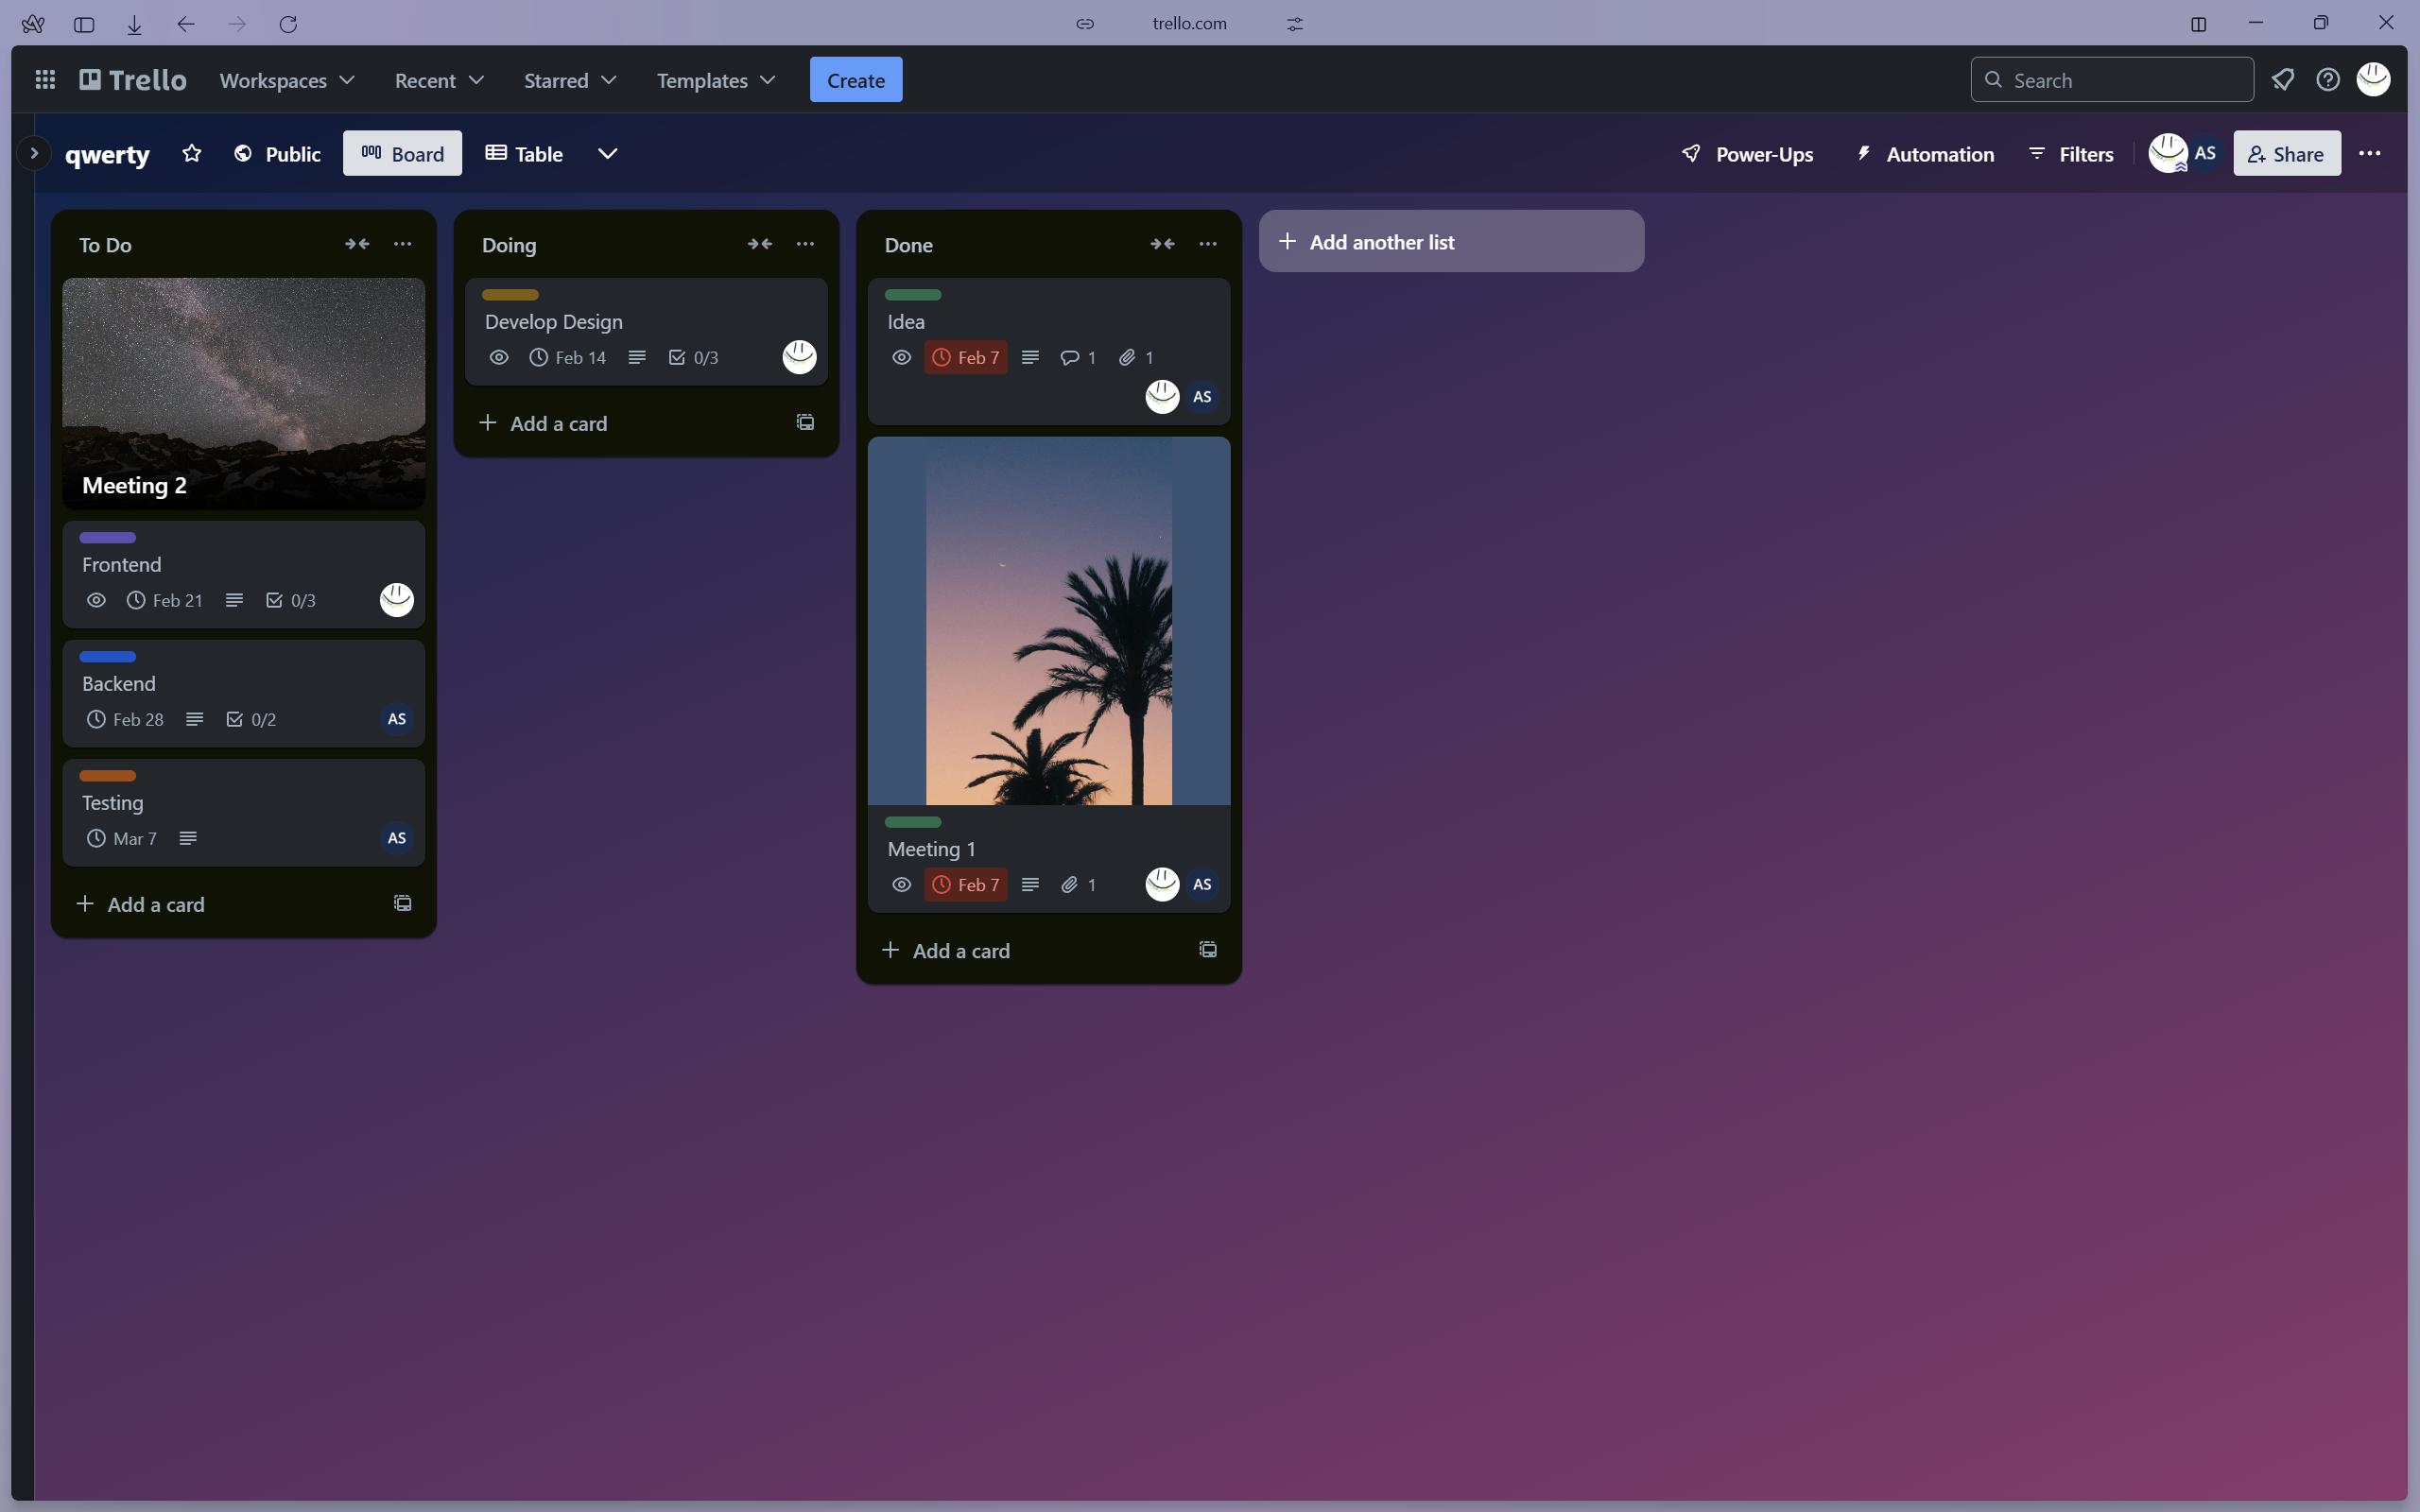 trello.com
Trello
Workspaces
Recent
Starred
Templates
Create
Search
qwerty
Public
Board
Table
Power-Ups
Automation
Filters
AS
Share
To Do
Meeting 2
Frontend
Feb 21
0/3
Backend
Feb 28
0/2
AS
Testing
Mar 7
AS
Add a card
Doing
Develop Design
Feb 14
0/3
Add a card
Done
Idea
Feb 7
1
1
AS
Meeting 1
Feb 7
1
AS
Add a card
Add another list